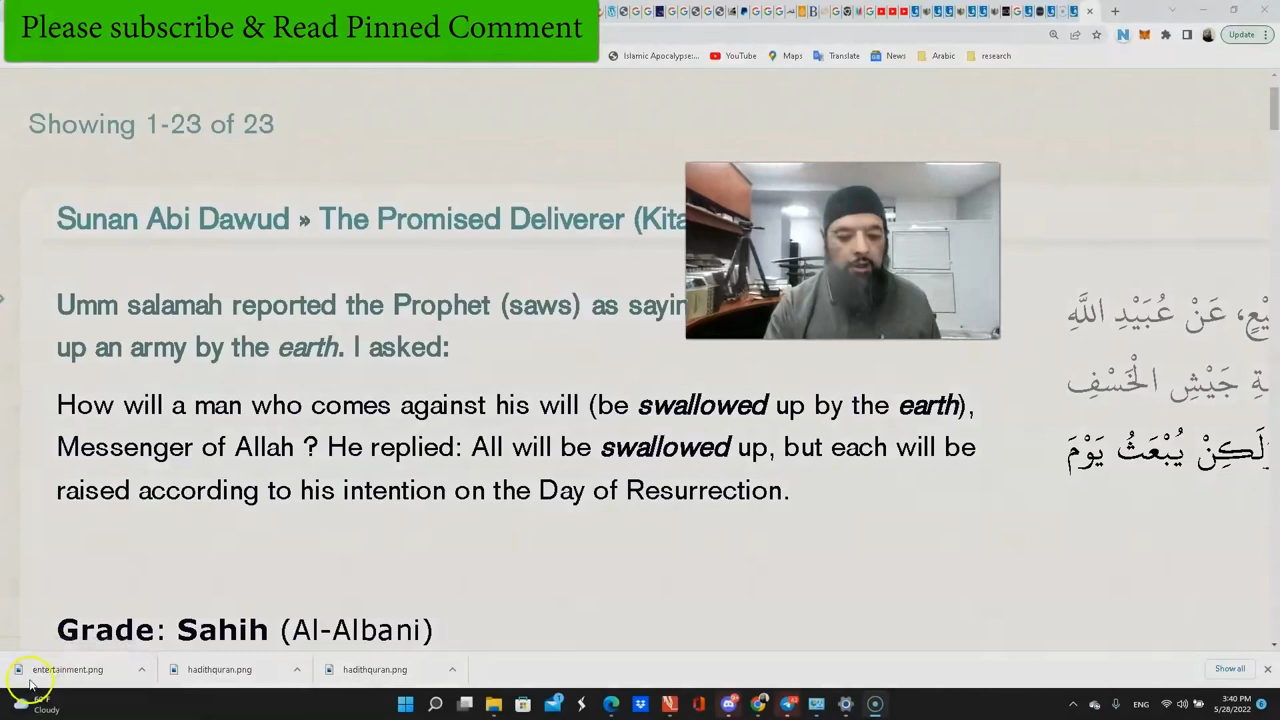 Please subscribe & Read Pinned Comment
Update
Islamic Apocalypse:...
YouTube
Maps
Translate
News
Arabic
research
Showing 1-23 of 23
Sunan Abi Dawud » The Promised Deliverer (Kita
Umm salamah reported the Prophet (saws) as sayin
up an army by the earth. I asked:
How will a man who comes against his will (be swallowed up by the earth),
Messenger of Allah ? He replied: All will be swallowed up, but each will be
raised according to his intention on the Day of Resurrection.
عَنْ عُبَيْدِ اللَّهِ
جَيْشِ الْخَسْفِ
يُبْعَثُ يَوْمَ
Grade: Sahih (Al-Albani)
entertainment.png
hadithquran.png
hadithquran.png
Show all
Cloudy
ENG
3:40 PM
5/28/2022